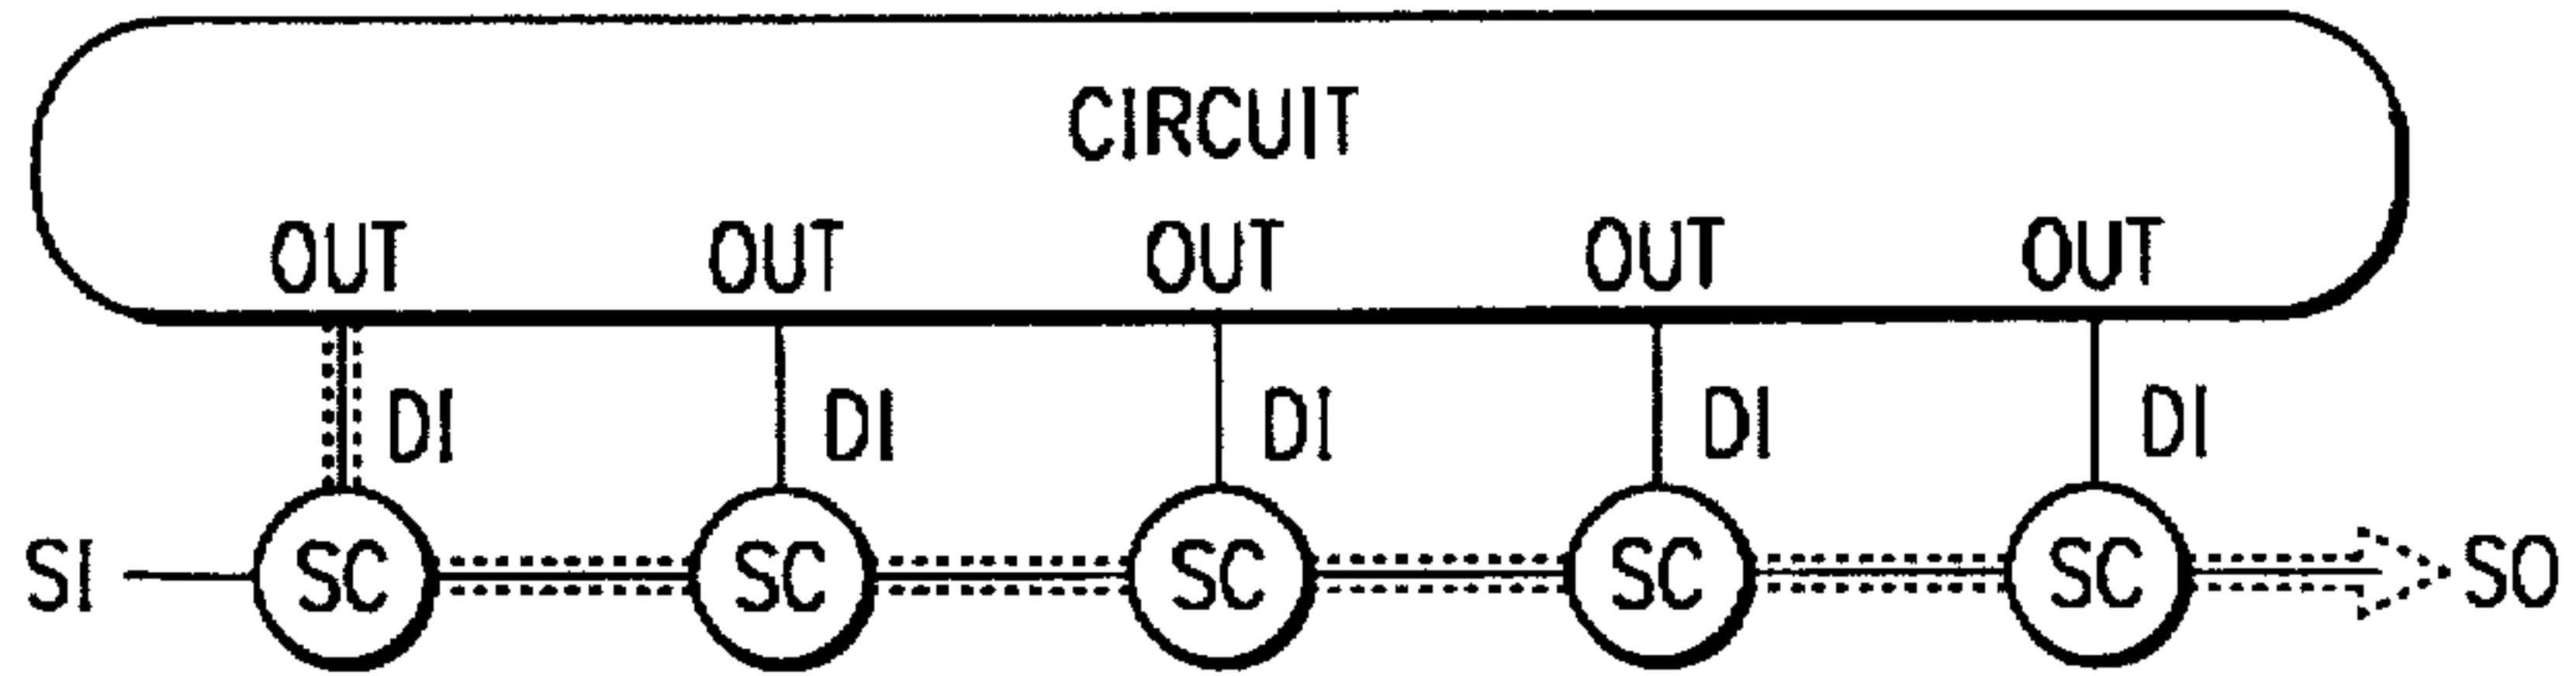 CIRCUIT
OUT OUT OUT OUT OUT
DI DI DI DI DI
SI SC SC SC SC SC SO